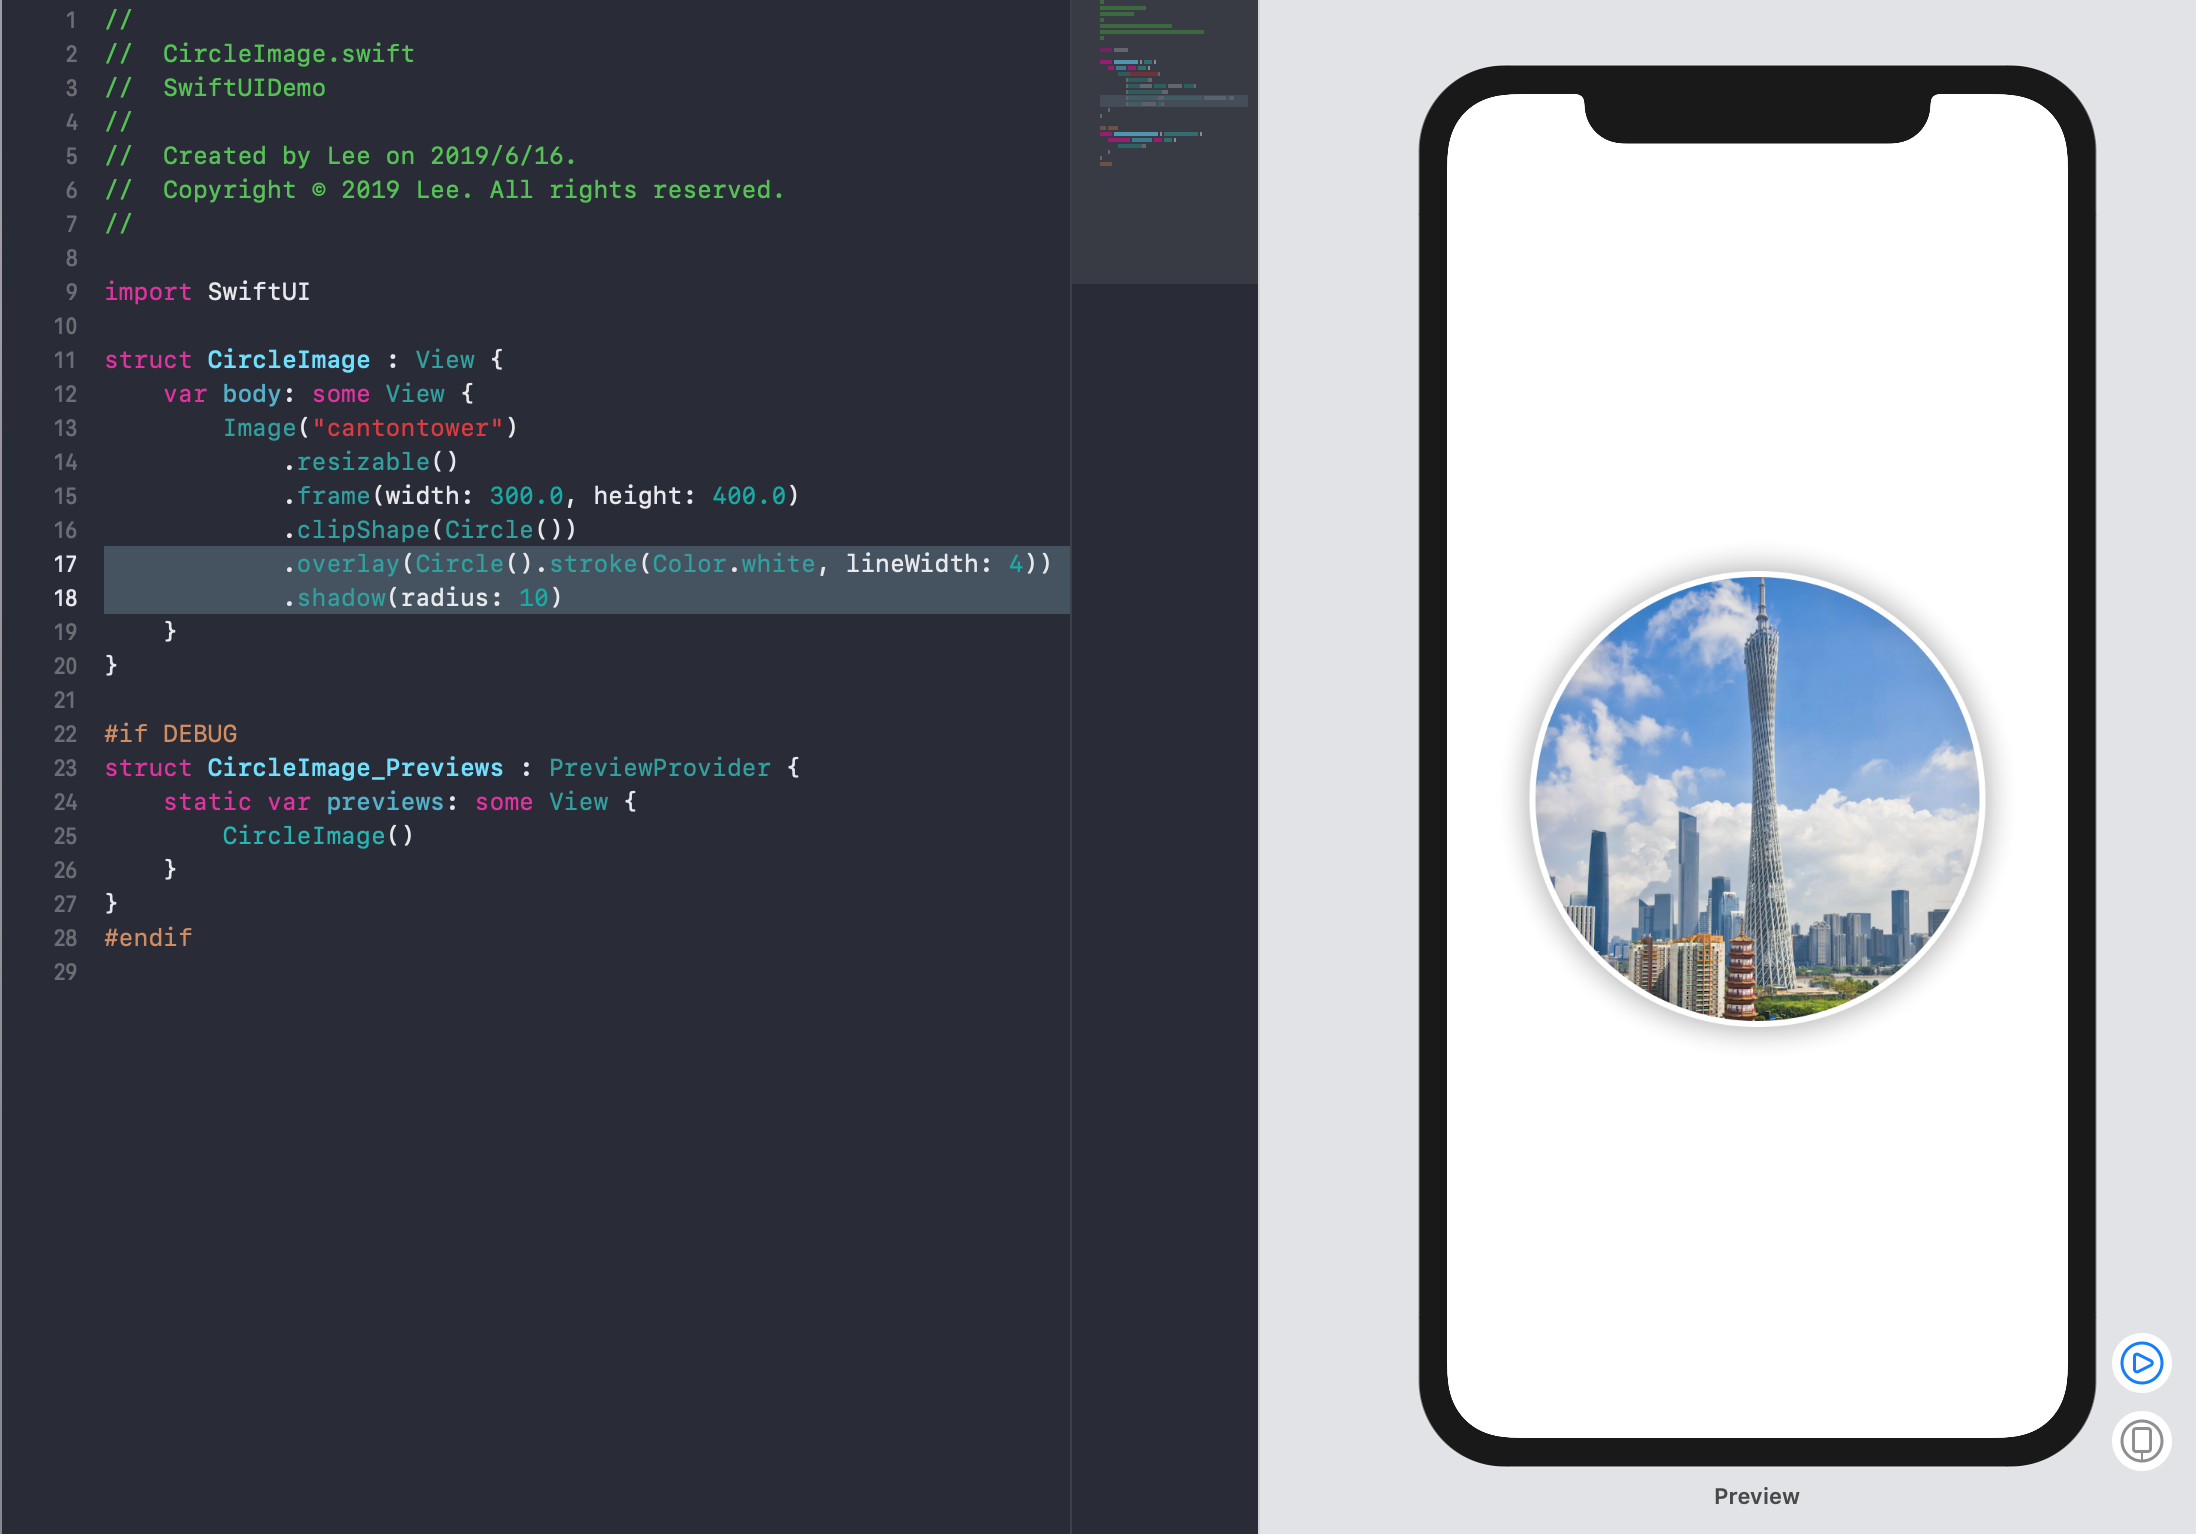 1 //
2 //  CircleImage.swift
3 //  SwiftUIDemo
4 //
5 //  Created by Lee on 2019/6/16.
6 //  Copyright © 2019 Lee. All rights reserved.
7 //
8
9 import SwiftUI
10
11 struct CircleImage : View {
12     var body: some View {
13         Image("cantontower")
14             .resizable()
15             .frame(width: 300.0, height: 400.0)
16             .clipShape(Circle())
17             .overlay(Circle().stroke(Color.white, lineWidth: 4))
18             .shadow(radius: 10)
19     }
20 }
21
22 #if DEBUG
23 struct CircleImage_Previews : PreviewProvider {
24     static var previews: some View {
25         CircleImage()
26     }
27 }
28 #endif
29
Preview